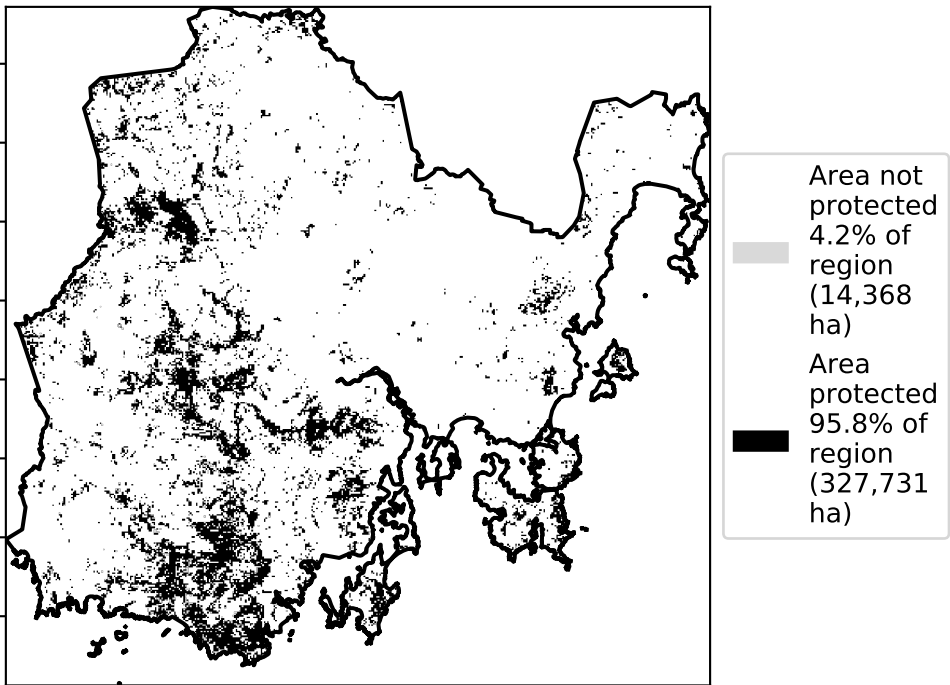 Area not
protected
4.2% of
region
(14,368
ha)
Area
protected
95.8% of
region
(327,731
ha)